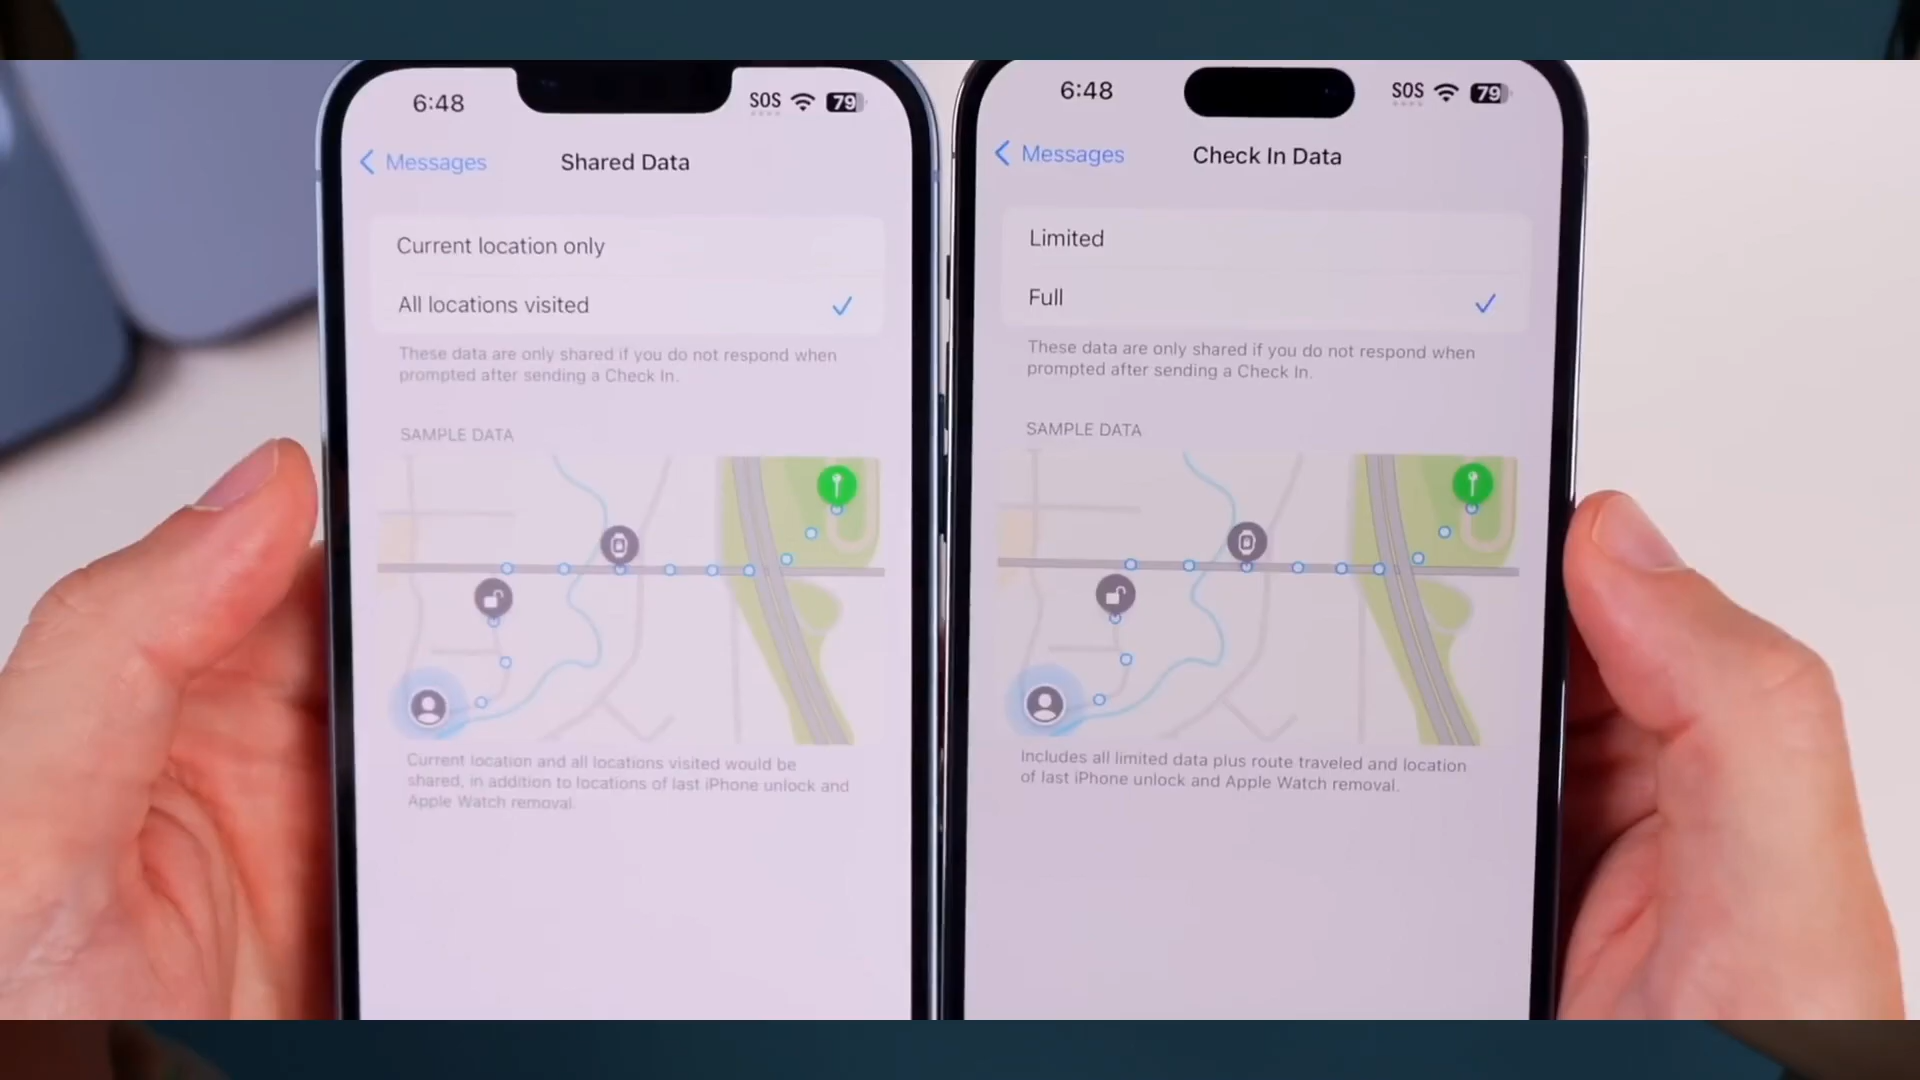 6:48
SOS 79
Messages
Shared Data
Current location only
All locations visited
These data are only shared if you do not respond when
prompted after sending a Check In.
SAMPLE DATA
Current location and all locations visited would be
shared, in addition to locations of last iPhone unlock and
Apple Watch removal.
6:48
SOS 79
Messages
Check In Data
Limited
Full
These data are only shared if you do not respond when
prompted after sending a Check In.
SAMPLE DATA
Includes all limited data plus route traveled and location
of last iPhone unlock and Apple Watch removal.